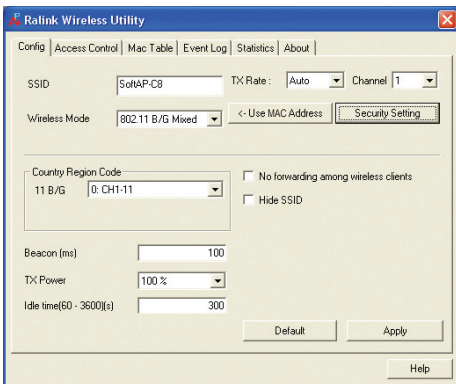 Ralink Wireless Utility
Config Access Control Mac Table Event Log Statistics About
SSID SoftAP-C8 TX Rate : Auto Channel 1
Wireless Mode 802.11 B/G Mixed <- Use MAC Address Security Setting
Country Region Code
11 B/G 0: CH1-11
No forwarding among wireless clients
Hide SSID
Beacon (ms) 100
TX Power 100 %
Idle time(60 - 3600)(s) 300
Default Apply
Help